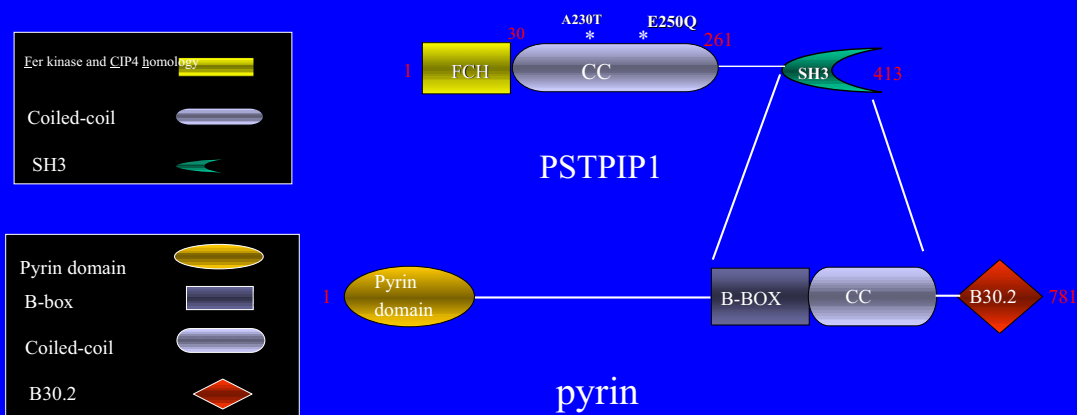 Fer kinase and CIP4 homology
Coiled-coil
SH3
A230T
E250Q
*
*
1
30
261
413
FCH
CC
SH3
PSTPIP1
Pyrin domain
B-box
Coiled-coil
B30.2
1
Pyrin
domain
B-BOX
CC
B30.2
781
pyrin